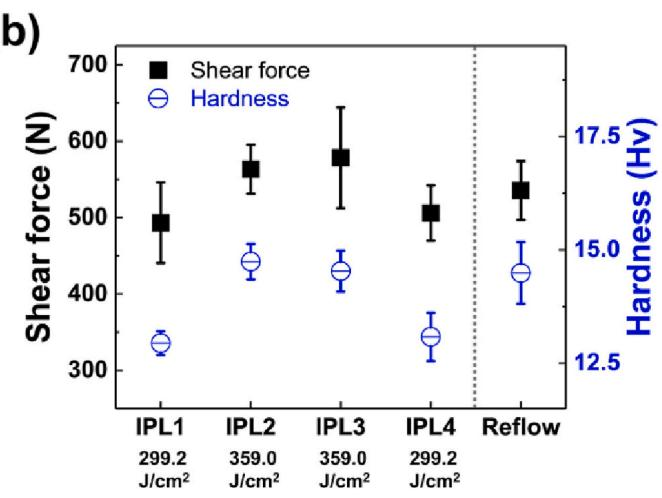 b)
Shear force (N)
700
600
500
400
300
Shear force
Hardness
17.5
15.0
12.5
Hardness (Hv)
IPL1 IPL2 IPL3 IPL4 Reflow
299.2 359.0 359.0 299.2
J/cm² J/cm² J/cm² J/cm²